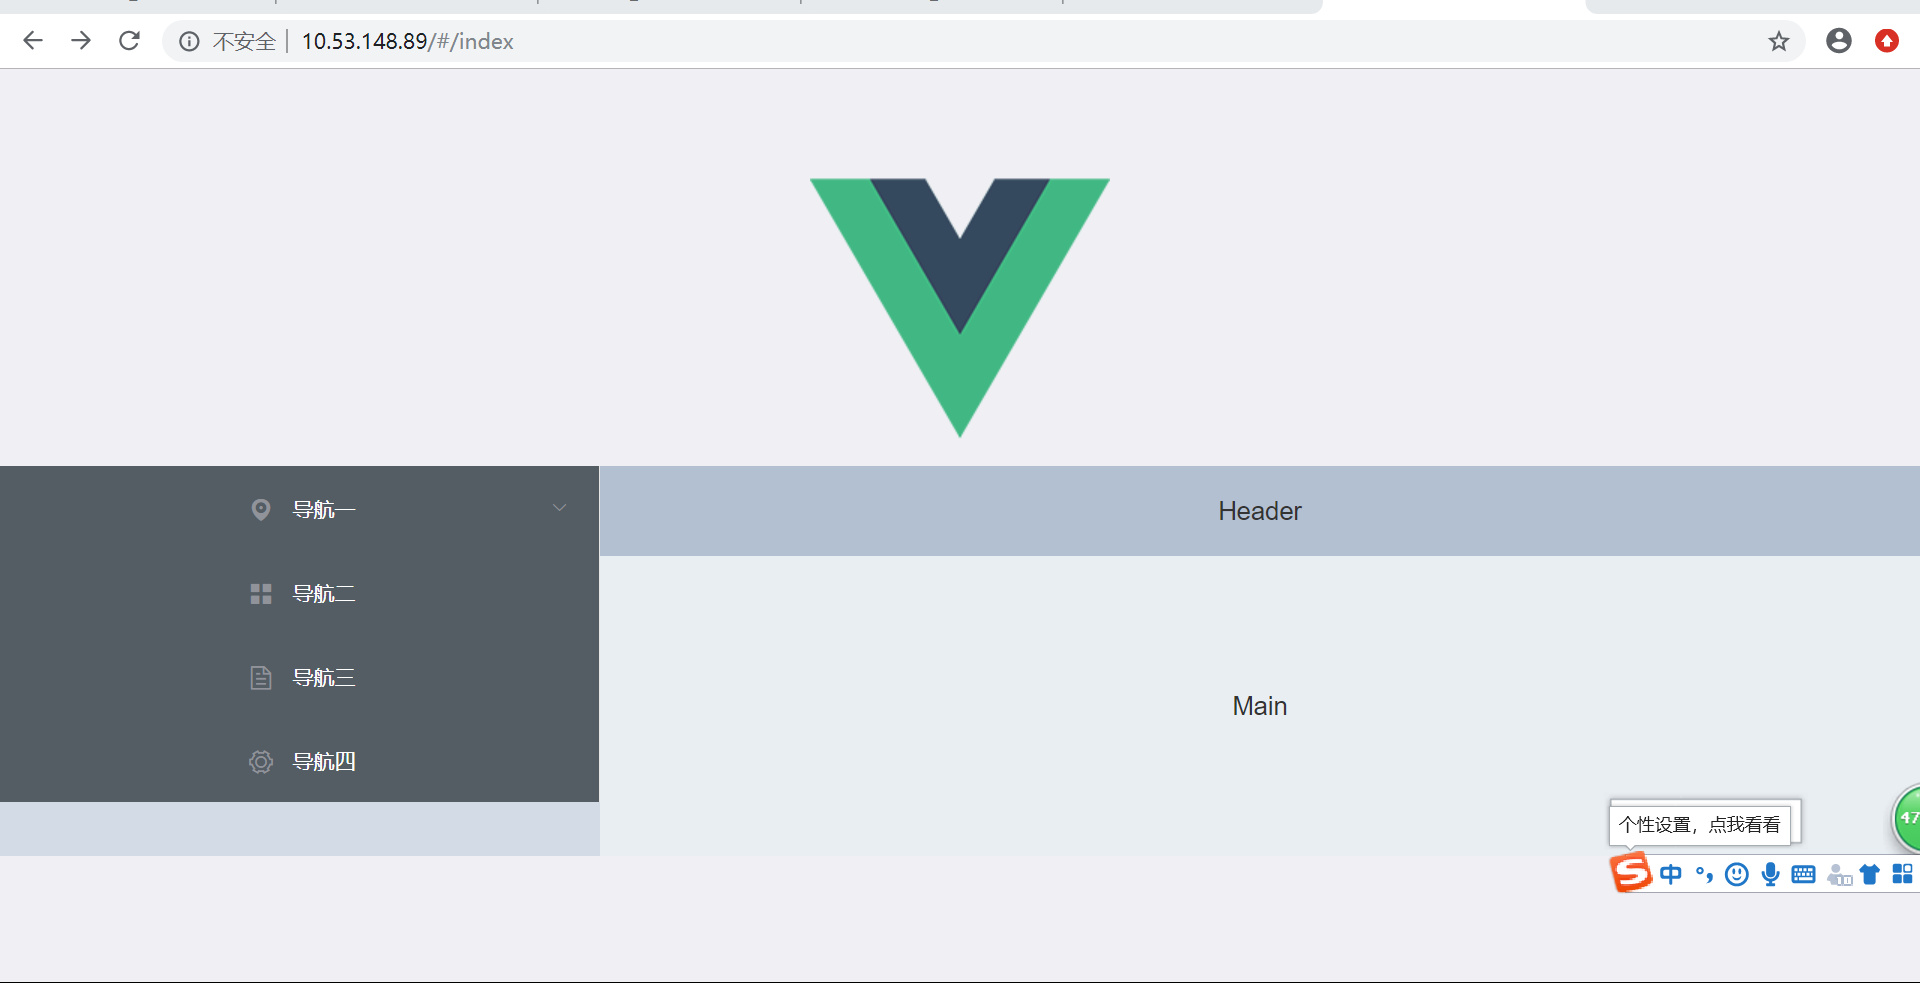 不安全 | 10.53.148.89/#/index
导航一
Header
导航二
导航三
Main
导航四
个性设置，点我看看
47
中